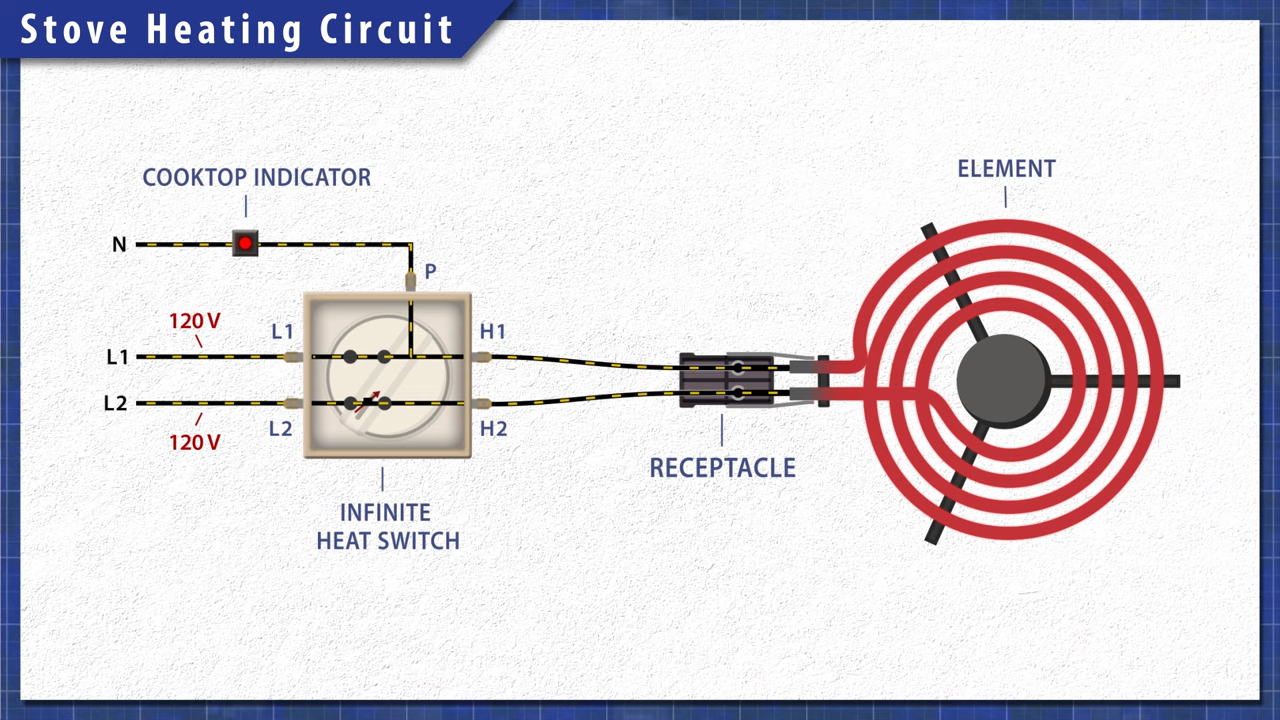 Stove Heating Circuit
COOKTOP INDICATOR
ELEMENT
N
P
120 V
L1
H1
L1
L2
L2
H2
120 V
RECEPTACLE
INFINITE
HEAT SWITCH